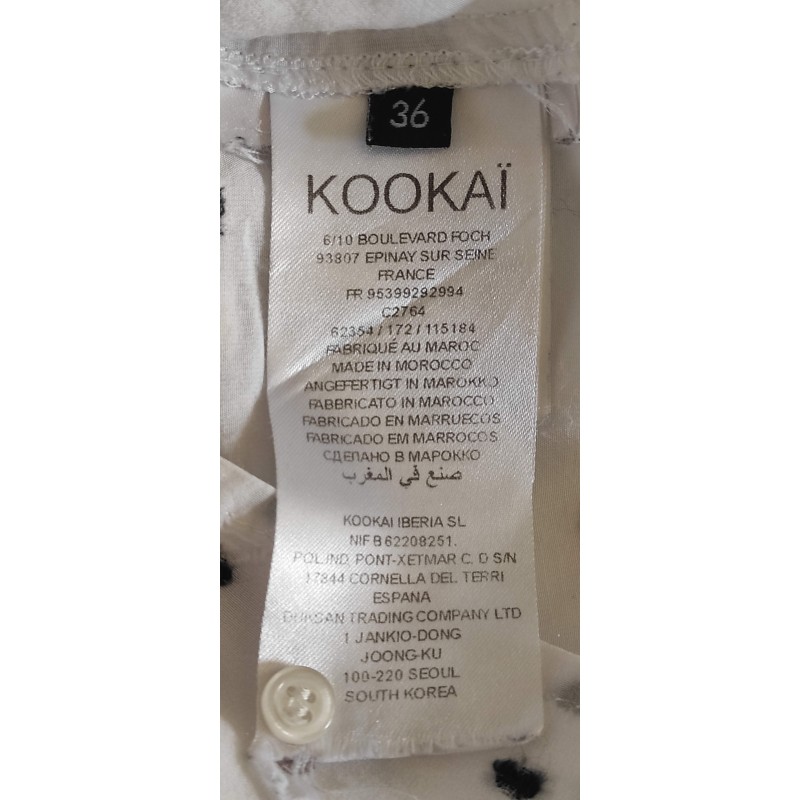 36
KOOKAÏ
6/10 BOULEVARD FOCH
93807 EPINAY SUR SEINE
FRANCE
FR 95399292994
C2764
62354 / 172 / 115184
FABRIQUÉ AU MAROC
MADE IN MOROCCO
ANGEFERTIGT IN MAROKKO
FABBRICATO IN MAROCCO
FABRICADO EN MARRUECOS
FABRICADO EM MARROCOS
СДЕЛАНО В МАРОККО
صنع في المغرب
KOOKAI IBERIA SL
NIF B 62208251.
POL.IND. PONT-XETMAR C. D S/N
17844 CORNELLA DEL TERRI
ESPANA
DURSAN TRADING COMPANY LTD
1 JANKIO-DONG
JOONG-KU
100-220 SEOUL
SOUTH KOREA